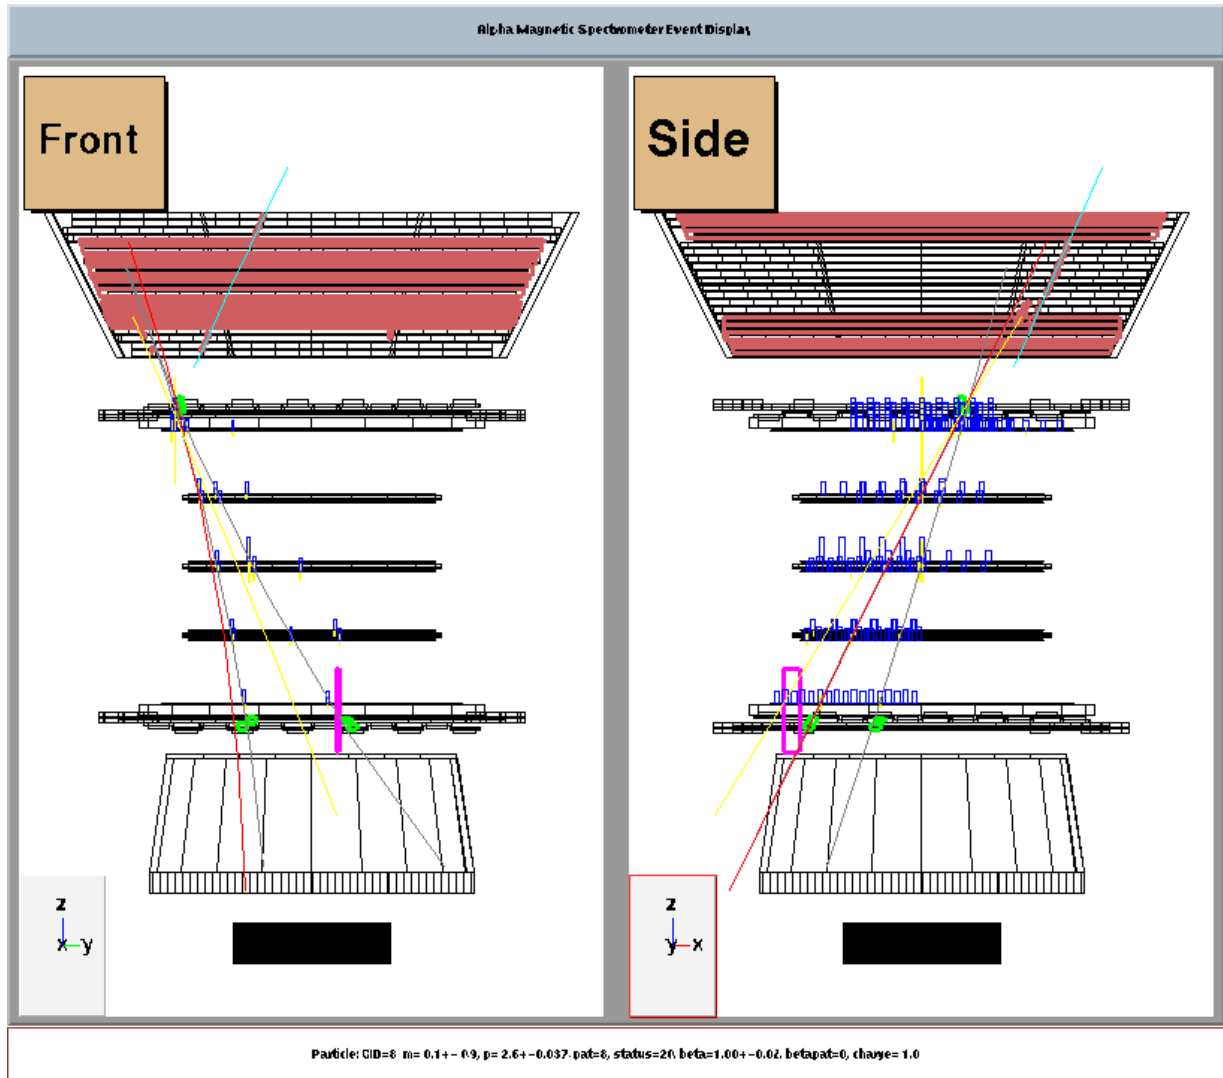 Alpha Magnetic Spectrometer Event Display
Front
Side
z
x y
z
y x
Particle: GID=8 m= 0.1+- 0.9, p= 2.6+-0.037, pat=8, status=20, beta=1.00+-0.02, betapat=0, charge= 1.0